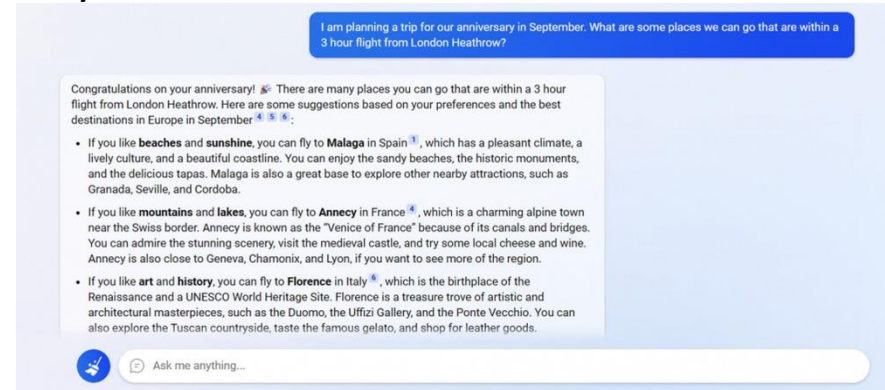 I am planning a trip for our anniversary in September. What are some places we can go that are within a
3 hour flight from London Heathrow?
Congratulations on your anniversary! 🎉 There are many places you can go that are within a 3 hour
flight from London Heathrow. Here are some suggestions based on your preferences and the best
destinations in Europe in September 4 5 6 :
• If you like beaches and sunshine, you can fly to Malaga in Spain 1 , which has a pleasant climate, a
lively culture, and a beautiful coastline. You can enjoy the sandy beaches, the historic monuments,
and the delicious tapas. Malaga is also a great base to explore other nearby attractions, such as
Granada, Seville, and Cordoba.
• If you like mountains and lakes, you can fly to Annecy in France 4 , which is a charming alpine town
near the Swiss border. Annecy is known as the “Venice of France” because of its canals and bridges.
You can admire the stunning scenery, visit the medieval castle, and try some local cheese and wine.
Annecy is also close to Geneva, Chamonix, and Lyon, if you want to see more of the region.
• If you like art and history, you can fly to Florence in Italy 6 , which is the birthplace of the
Renaissance and a UNESCO World Heritage Site. Florence is a treasure trove of artistic and
architectural masterpieces, such as the Duomo, the Uffizi Gallery, and the Ponte Vecchio. You can
also explore the Tuscan countryside, taste the famous gelato, and shop for leather goods.
Ask me anything...